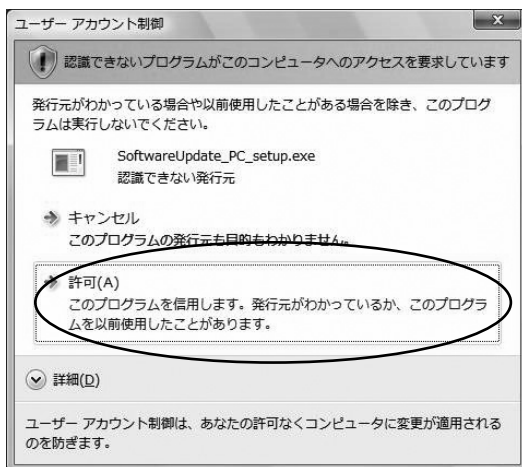 ユーザー アカウント制御
認識できないプログラムがこのコンピュータへのアクセスを要求しています
発行元がわかっている場合や以前使用したことがある場合を除き、このプログ
ラムは実行しないでください。
SoftwareUpdate_PC_setup.exe
認識できない発行元
キャンセル
このプログラムの発行元も目的もわかりません。
許可(A)
このプログラムを信用します。発行元がわかっているか、このプログラ
ムを以前使用したことがあります。
詳細(D)
ユーザー アカウント制御は、あなたの許可なくコンピュータに変更が適用される
のを防ぎます。